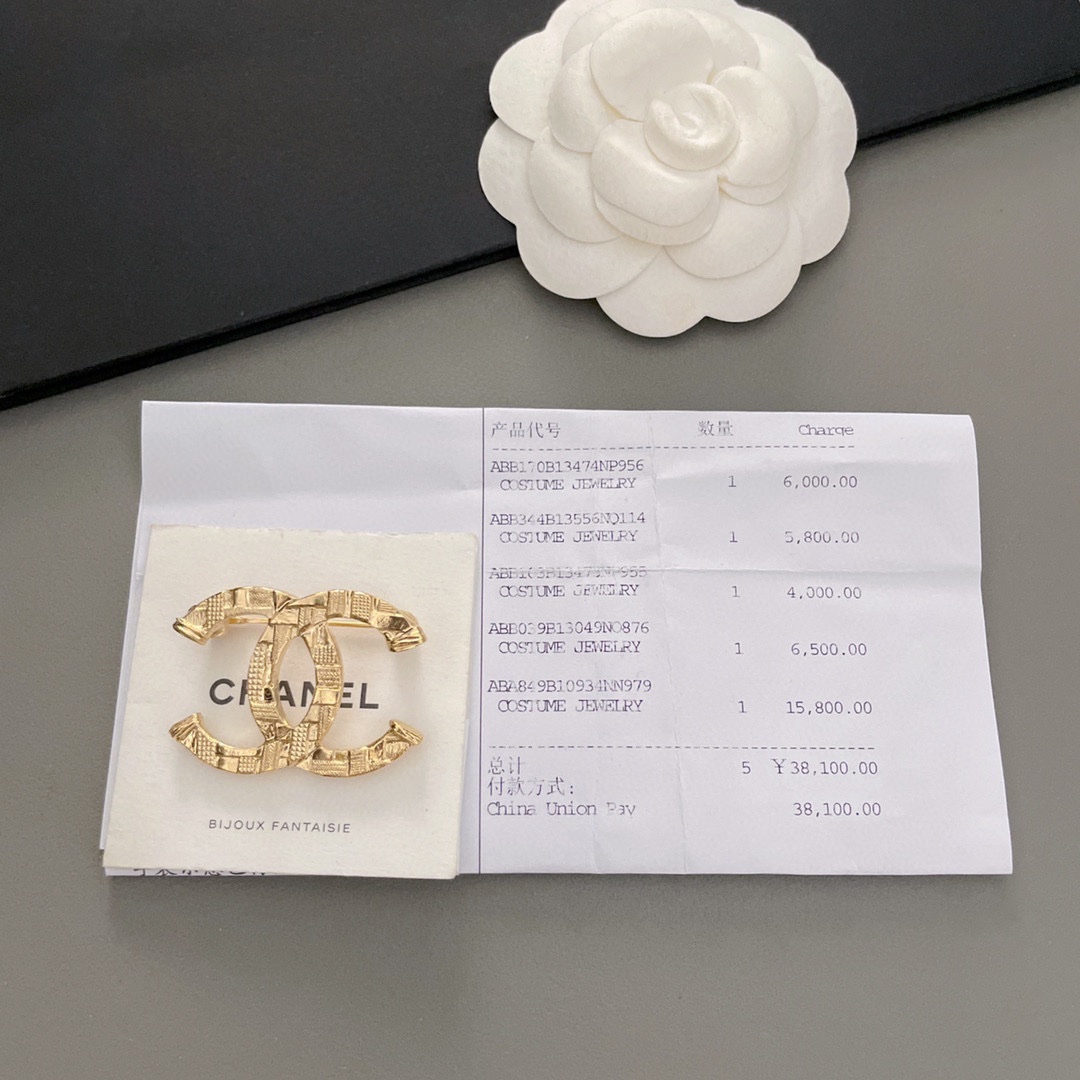 产品代号 数量 Charge
ABB170B13474NP956
COSTUME JEWELRY 1 6,000.00
ABB344B13556NQ114
COSTUME JEWELRY 1 5,800.00
COSTUME JEWELRY 1 4,000.00
ABB039B13049NO876
COSTUME JEWELRY 1 6,500.00
ABA849B10934NN979
COSTUME JEWELRY 1 15,800.00
总计 5 ¥38,100.00
付款方式:
China Union Pay 38,100.00
CHANEL
BIJOUX FANTAISIE